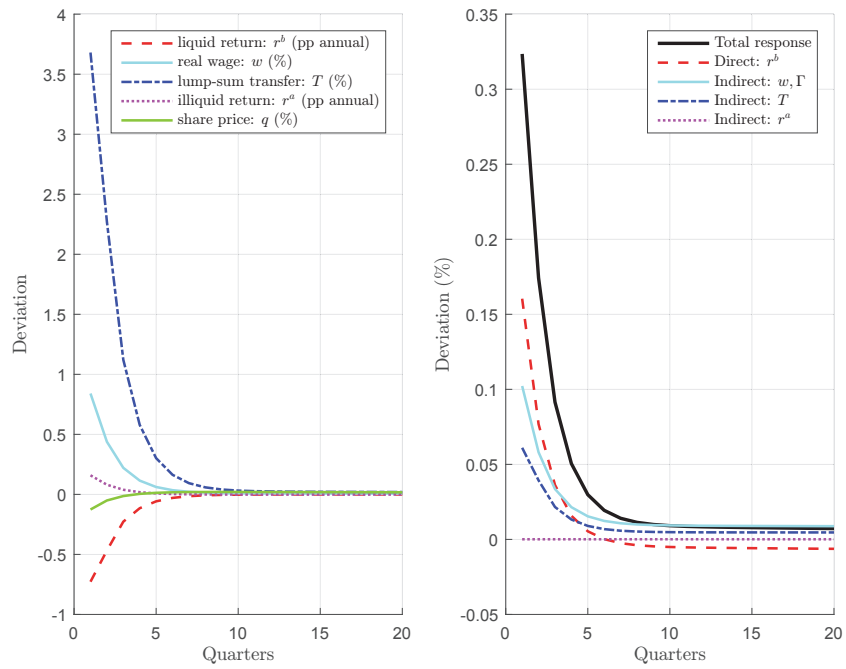 4
3.5
3
2.5
2
1.5
1
0.5
0
-0.5
-1
0
5
10
15
20
Quarters
Deviation
liquid return: r^b (pp annual)
real wage: w (%)
lump-sum transfer: T (%)
illiquid return: r^a (pp annual)
share price: q (%)
0.35
0.3
0.25
0.2
0.15
0.1
0.05
0
-0.05
0
5
10
15
20
Quarters
Deviation (%)
Total response
Direct: r^b
Indirect: w, Γ
Indirect: T
Indirect: r^a